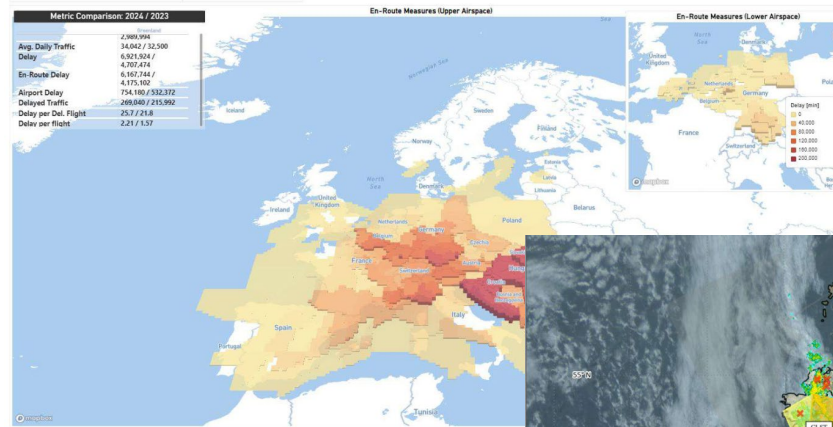 Metric Comparison: 2024 / 2023
2,989,994
Avg. Daily Traffic
34,042 / 32,500
Delay
6,921,924 /
4,707,474
En-Route Delay
6,167,744 /
4,175,102
Airport Delay
754,180 / 532,372
Delayed Traffic
269,040 / 215,992
Delay per Del. Flight
25.7 / 21.8
Delay per flight
2.21 / 1.57
En-Route Measures (Upper Airspace)
Greenland
Norwegian Sea
Iceland
Norway
Sweden
Finland
Estonia
Latvia
Lithuania
North
Sea
Denmark
United
Kingdom
Ireland
Belarus
Netherlands
Germany
Poland
Belgium
Czechia
France
Switzerland
Austria
Croatia
Italy
Spain
Portugal
Tunisia
mapbox
En-Route Measures (Lower Airspace)
North
Sea
Denmark
United
Kingdom
Netherlands
Germany
Belgium
France
Switzerland
mapbox
Delay [min]
0
40,000
80,000
120,000
160,000
200,000
55°N